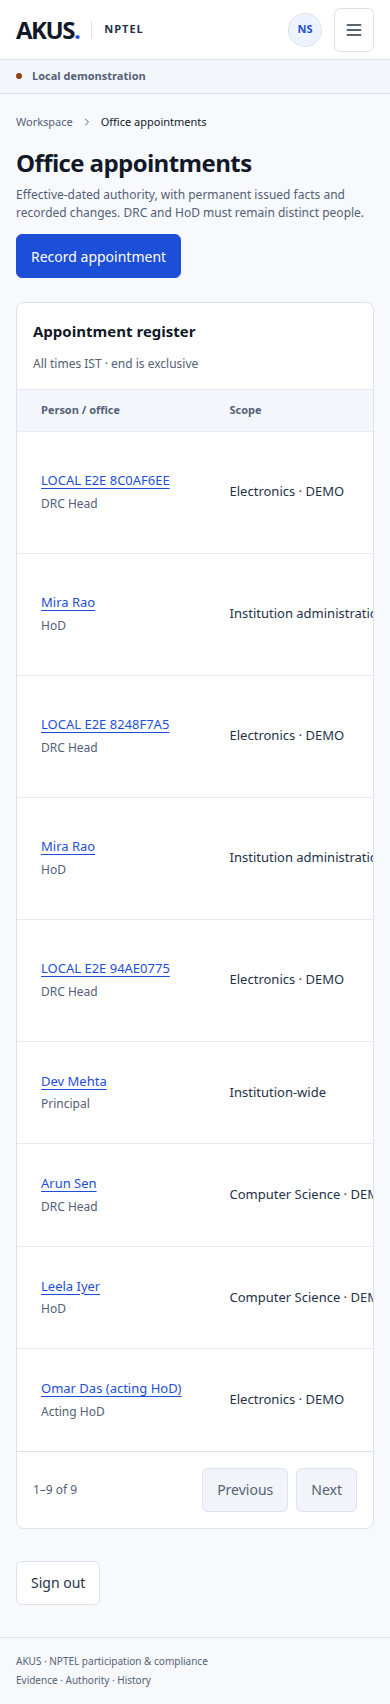 AKUS. NPTEL NS
Local demonstration
Workspace > Office appointments
Office appointments
Effective-dated authority, with permanent issued facts and
recorded changes. DRC and HoD must remain distinct people.
Record appointment
Appointment register
All times IST · end is exclusive
Person / office Scope
LOCAL E2E 8C0AF6EE
DRC Head
Electronics · DEMO
Mira Rao
HoD
Institution administratio
LOCAL E2E 8248F7A5
DRC Head
Electronics · DEMO
Mira Rao
HoD
Institution administratio
LOCAL E2E 94AE0775
DRC Head
Electronics · DEMO
Dev Mehta
Principal
Institution-wide
Arun Sen
DRC Head
Computer Science · DEM
Leela Iyer
HoD
Computer Science · DEM
Omar Das (acting HoD)
Acting HoD
Electronics · DEMO
1–9 of 9 Previous Next
Sign out
AKUS · NPTEL participation & compliance
Evidence · Authority · History